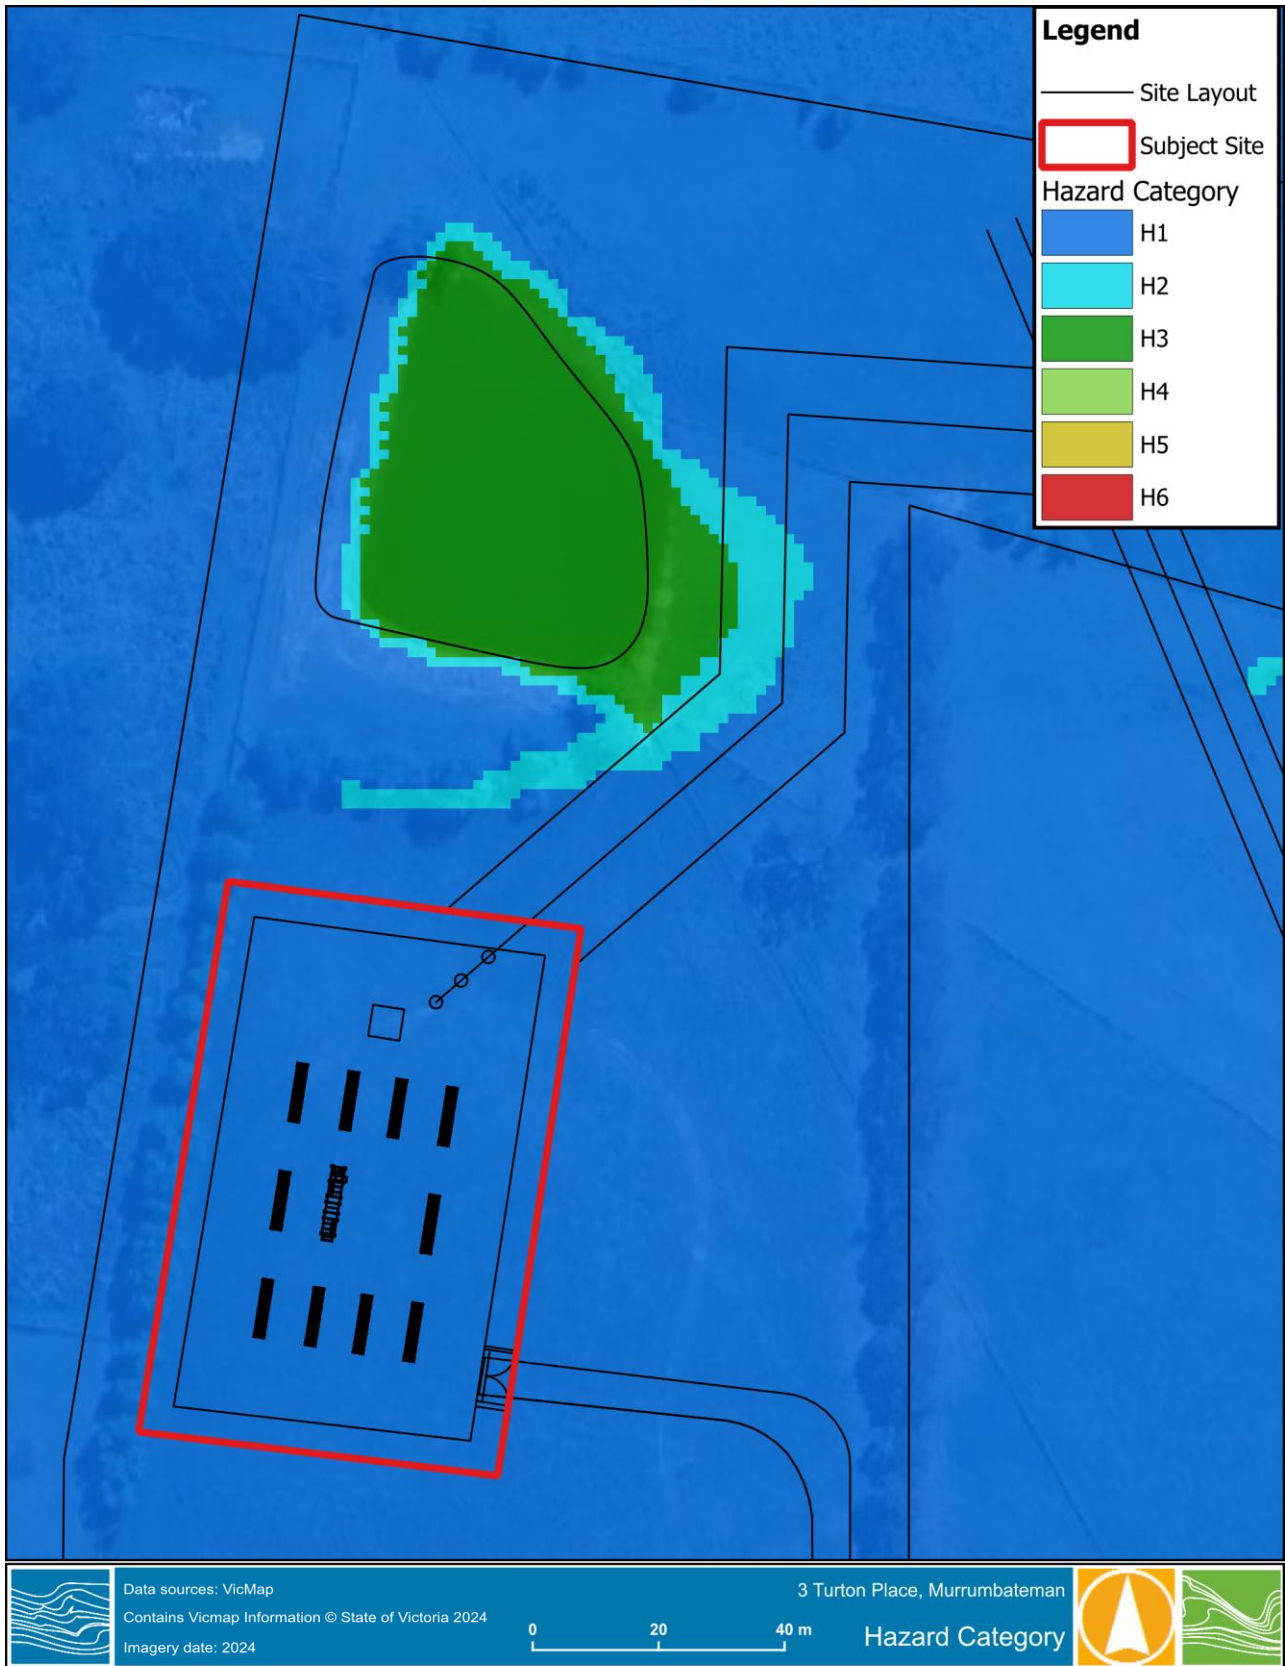 Legend
Site Layout
Subject Site
Hazard Category
H1
H2
H3
H4
H5
H6
Data sources: VicMap
Contains Vicmap Information © State of Victoria 2024
Imagery date: 2024
0 20 40 m
3 Turton Place, Murrumbateman
Hazard Category